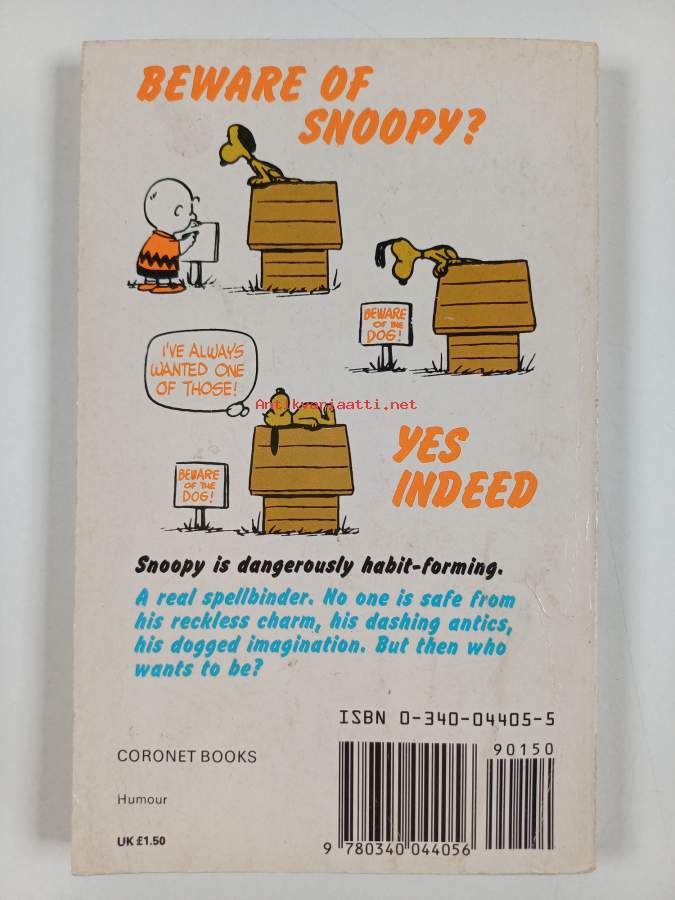 BEWARE OF
SNOOPY?
BEWARE
OF THE
DOG!
I'VE ALWAYS
WANTED ONE
OF THOSE!
Antikvariaatti.net
BEWARE
OF THE
DOG!
YES
INDEED
Snoopy is dangerously habit-forming.
A real spellbinder. No one is safe from
his reckless charm, his dashing antics,
his dogged imagination. But then who
wants to be?
ISBN 0-340-04405-5
90150
CORONET BOOKS
Humour
UK £1.50
9 780340 044056